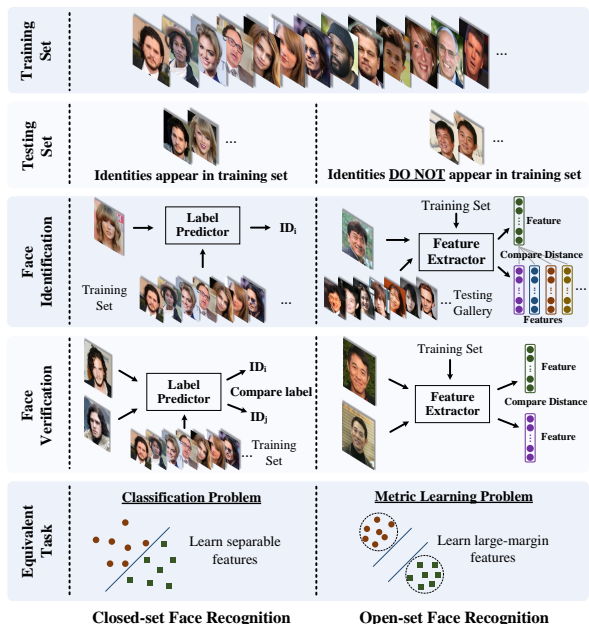 Training
Set
...
Testing
Set
...
Identities appear in training set
...
Identities DO NOT appear in training set
Face
Identification
Label
Predictor
IDi
Training
Set
...
Training Set
Feature
Extractor
Feature
Compare Distance
...
Testing
Gallery
Features
...
Face
Verification
Label
Predictor
IDi
Compare label
IDj
...
Training
Set
Training Set
Feature
Extractor
Feature
Compare Distance
Feature
Equivalent
Task
Classification Problem
Learn separable
features
Metric Learning Problem
Learn large-margin
features
Closed-set Face Recognition
Open-set Face Recognition